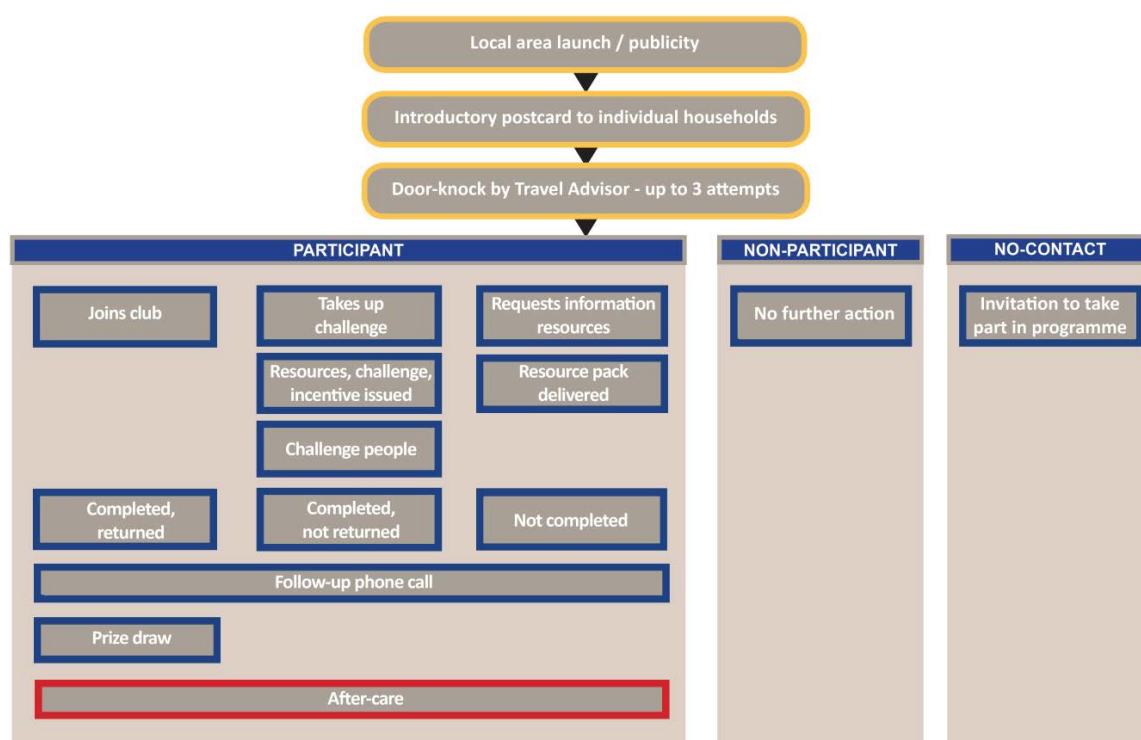 Local area launch / publicity
Introductory postcard to individual households
Door-knock by Travel Advisor - up to 3 attempts
PARTICIPANT
NON-PARTICIPANT
NO-CONTACT
Joins club
Takes up
challenge
Requests information
resources
No further action
Invitation to take
part in programme
Resources, challenge,
incentive issued
Resource pack
delivered
Challenge people
Completed,
returned
Completed,
not returned
Not completed
Follow-up phone call
Prize draw
After-care